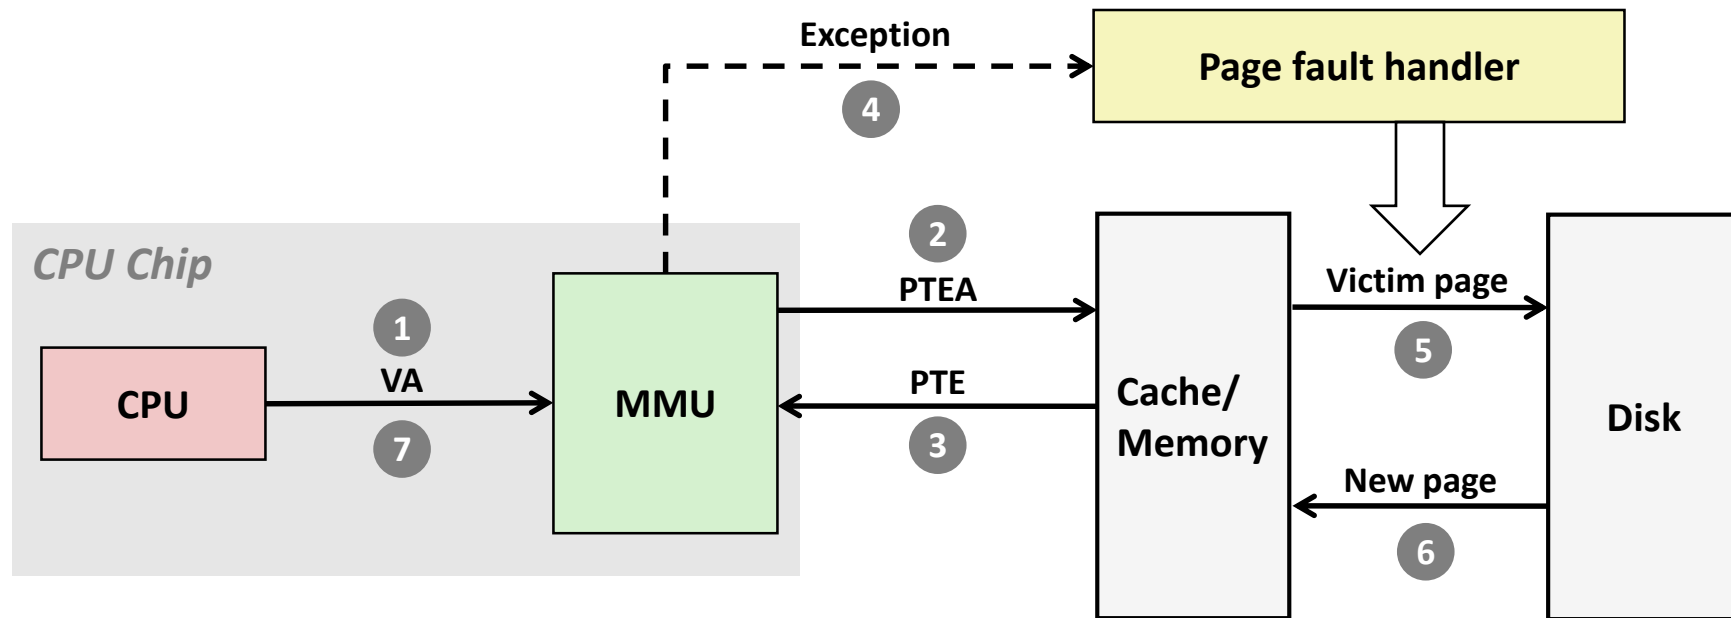 Exception
Page fault handler
4
CPU Chip
2
PTEA
Victim page
1
5
VA
CPU
MMU
PTE
Cache/
Memory
Disk
7
3
New page
6